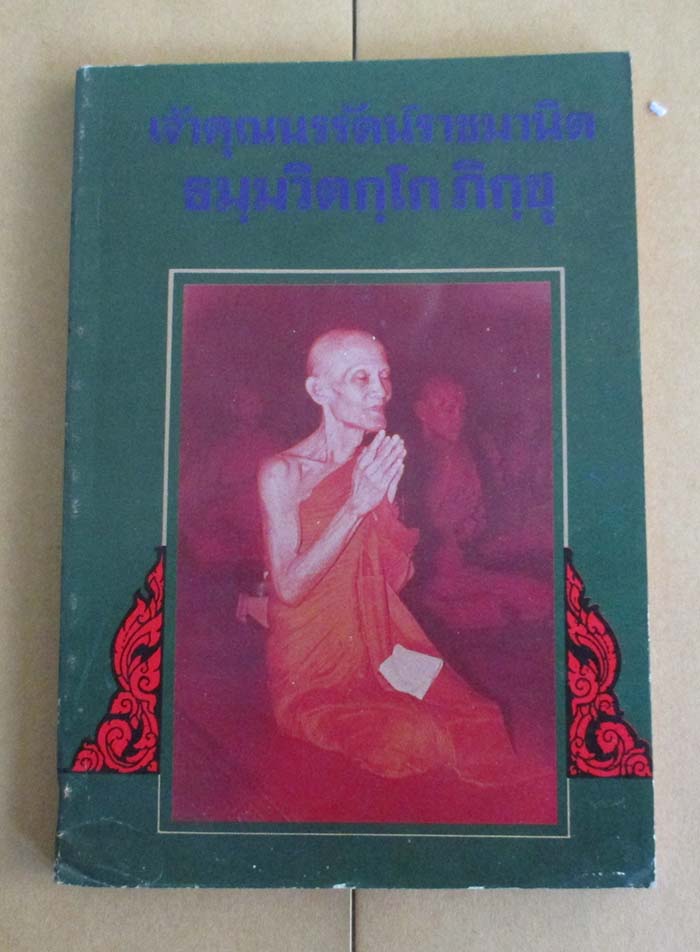 เจ้าคุณนรรัตน์ราชมานิต
ธมฺมวิตกฺโก ภิกฺขุ